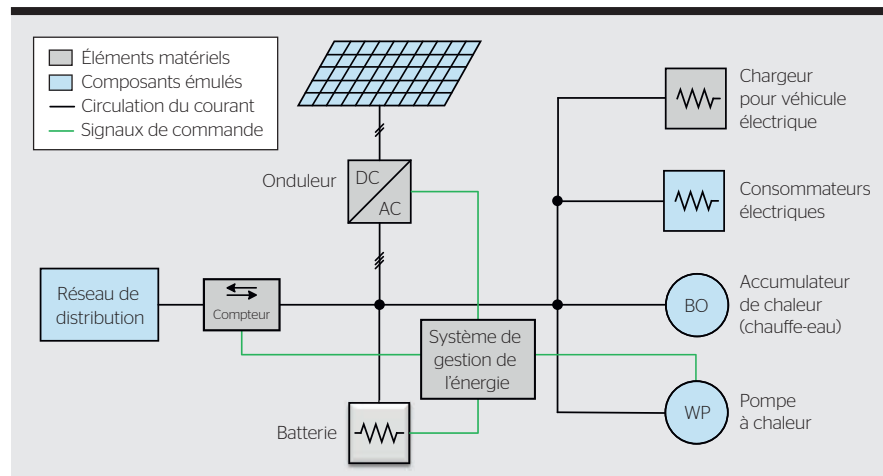 Éléments matériels
Composants émulés
Circulation du courant
Signaux de commande
Chargeur
pour véhicule
électrique
Onduleur
DC
AC
Consommateurs
électriques
Réseau de
distribution
Compteur
BO
Accumulateur
de chaleur
(chauffe-eau)
Système de
gestion de
l'énergie
Batterie
WP
Pompe
à chaleur